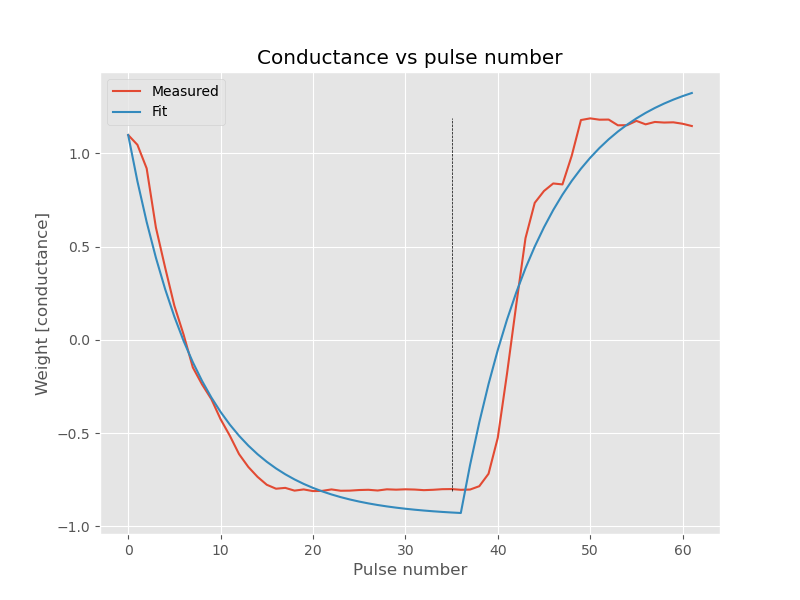 Conductance vs pulse number
Measured
Fit
1.0
0.5
0.0
−0.5
−1.0
Weight [conductance]
0 10 20 30 40 50 60
Pulse number